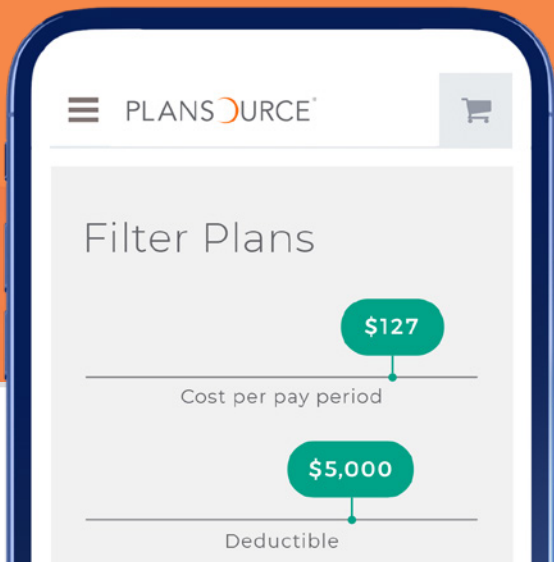 PLANSOURCE®
Filter Plans
$127
Cost per pay period
$5,000
Deductible